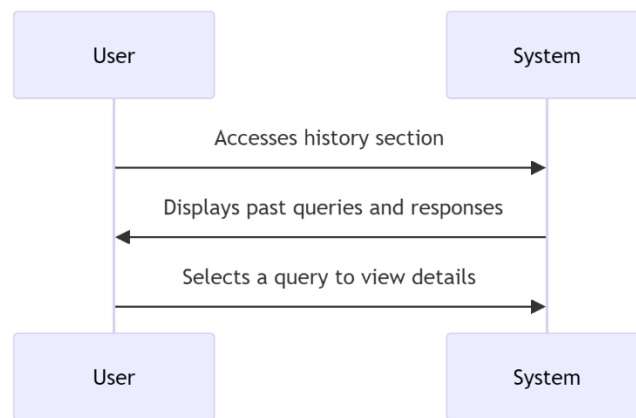 User
System
Accesses history section
Displays past queries and responses
Selects a query to view details
User
System